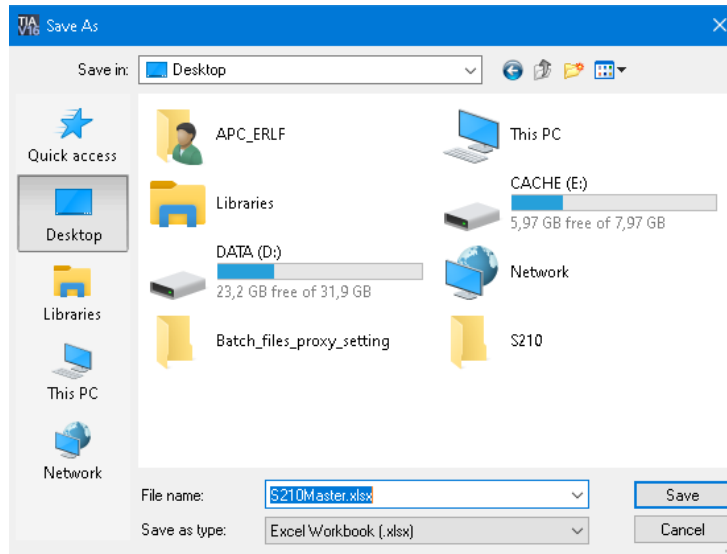 TIA
V16
Save As
Save in:
Desktop
Quick access
Desktop
Libraries
This PC
Network
APC_ERLF
This PC
Libraries
CACHE (E:)
5,97 GB free of 7,97 GB
DATA (D:)
23,2 GB free of 31,9 GB
Network
Batch_files_proxy_setting
S210
File name:
S210Master.xlsx
Save
Save as type:
Excel Workbook (.xlsx)
Cancel